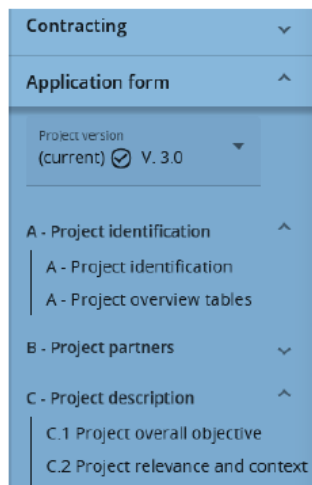 Contracting
Application form
Project version
(current) V. 3.0
A - Project identification
A - Project identification
A - Project overview tables
B - Project partners
C - Project description
C.1 Project overall objective
C.2 Project relevance and context